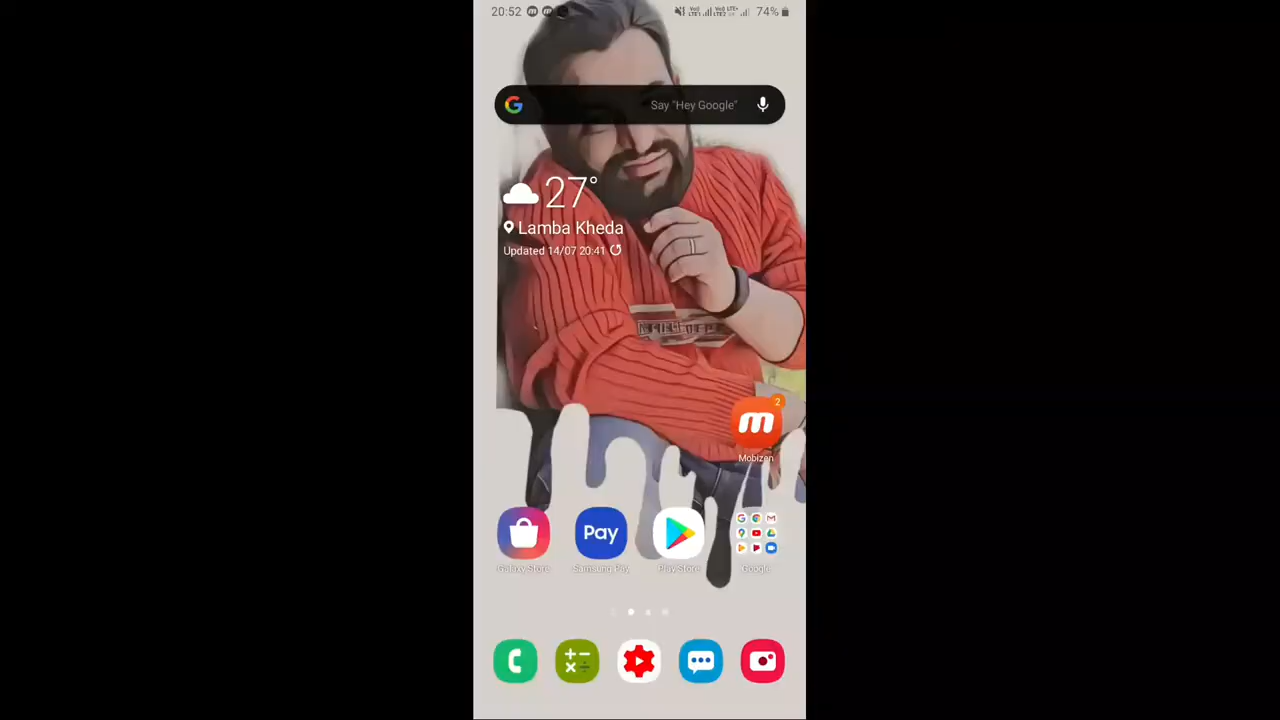 20:52
74%
Say "Hey Google"
27°
Lamba Kheda
Updated 14/07 20:41
2
Mobizen
Pay
Galaxy Store
Samsung Pay
Play Store
Google